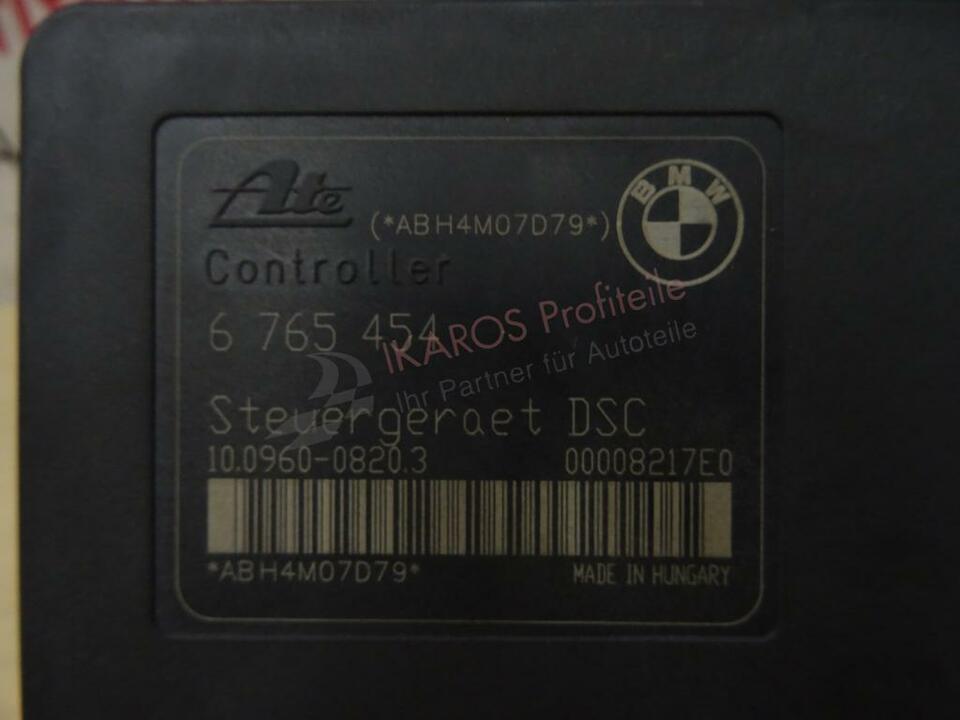 Ate
(*ABH4M07D79*)
BMW
Controller
6 765 454
IKAROS Profiteile
Ihr Partner für Autoteile
Steuergeraet DSC
10.0960-0820.3 00008217E0
*ABH4M07D79* MADE IN HUNGARY